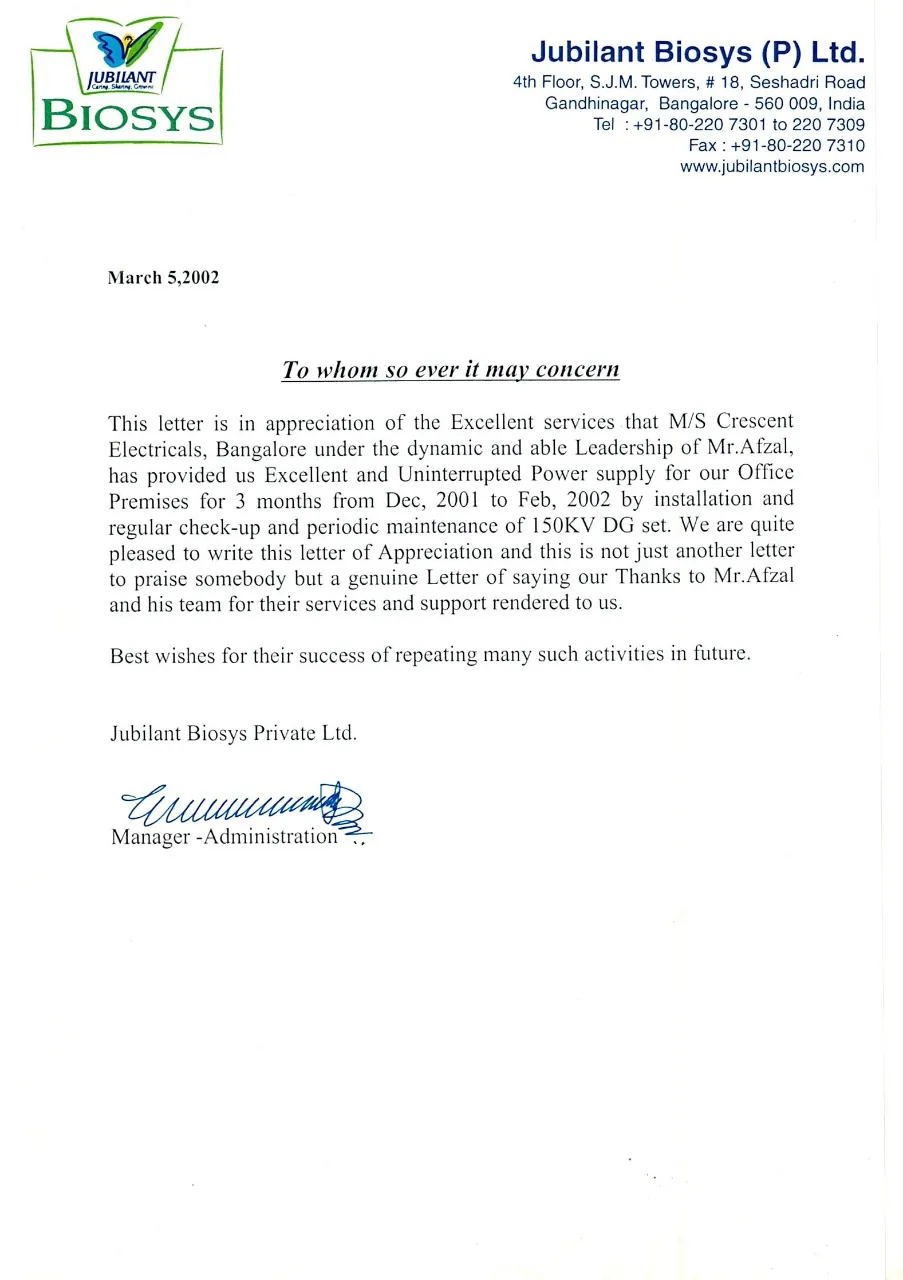 JUBILANT
Caring, Sharing, Growing
BIOSYS
Jubilant Biosys (P) Ltd.
4th Floor, S.J.M. Towers, # 18, Seshadri Road
Gandhinagar, Bangalore - 560 009, India
Tel : +91-80-220 7301 to 220 7309
Fax : +91-80-220 7310
www.jubilantbiosys.com
March 5,2002
To whom so ever it may concern
This letter is in appreciation of the Excellent services that M/S Crescent
Electricals, Bangalore under the dynamic and able Leadership of Mr.Afzal,
has provided us Excellent and Uninterrupted Power supply for our Office
Premises for 3 months from Dec, 2001 to Feb, 2002 by installation and
regular check-up and periodic maintenance of 150KV DG set. We are quite
pleased to write this letter of Appreciation and this is not just another letter
to praise somebody but a genuine Letter of saying our Thanks to Mr.Afzal
and his team for their services and support rendered to us.
Best wishes for their success of repeating many such activities in future.
Jubilant Biosys Private Ltd.
Manager -Administration